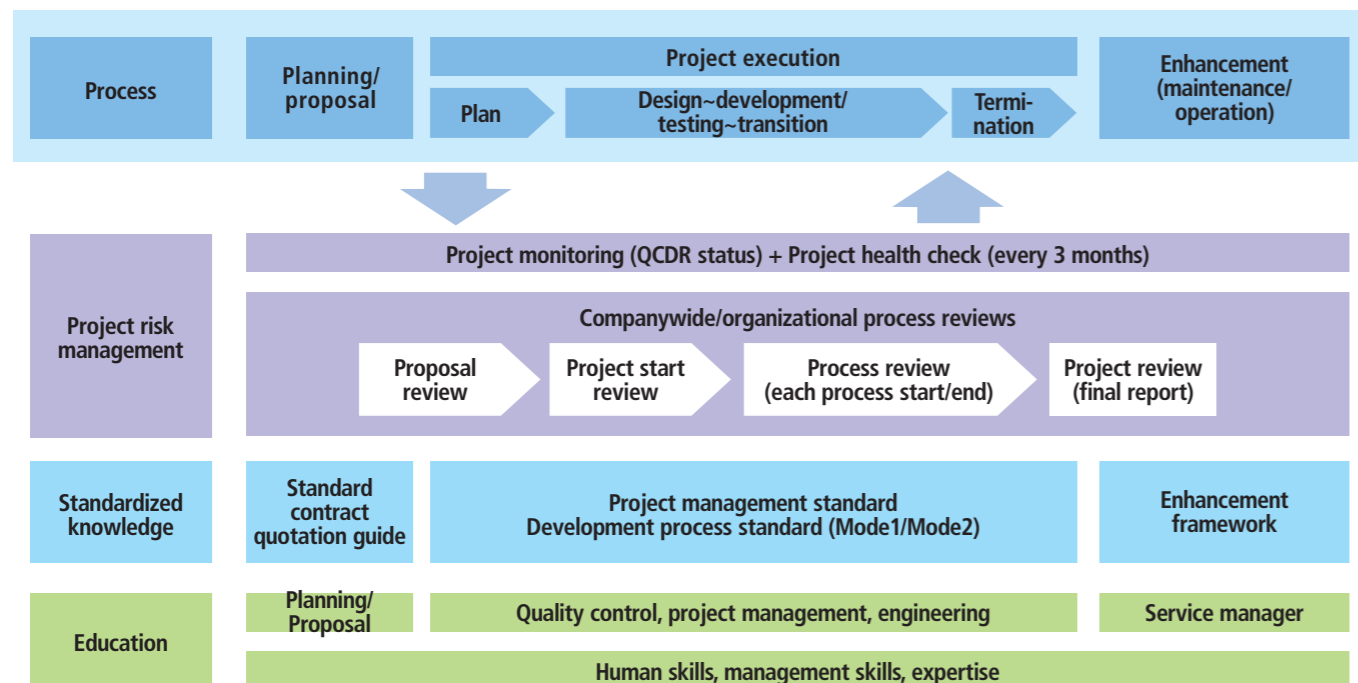 Process
Planning/
proposal
Project execution
Plan
Design~development/
testing~transition
Termi-
nation
Enhancement
(maintenance/
operation)
Project risk
management
Project monitoring (QCDR status) + Project health check (every 3 months)
Companywide/organizational process reviews
Proposal
review
Project start
review
Process review
(each process start/end)
Project review
(final report)
Standardized
knowledge
Standard
contract
quotation guide
Project management standard
Development process standard (Mode1/Mode2)
Enhancement
framework
Education
Planning/
Proposal
Quality control, project management, engineering
Service manager
Human skills, management skills, expertise